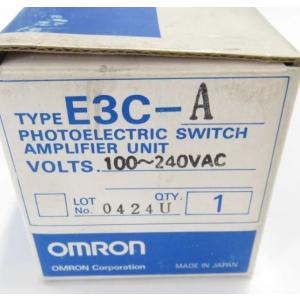 TYPE E3C-A
PHOTOELECTRIC SWITCH
AMPLIFIER UNIT
VOLTS. 100~240VAC
LOT No. 0424U QTY. 1
OMRON
OMRON Corporation MADE IN JAPAN